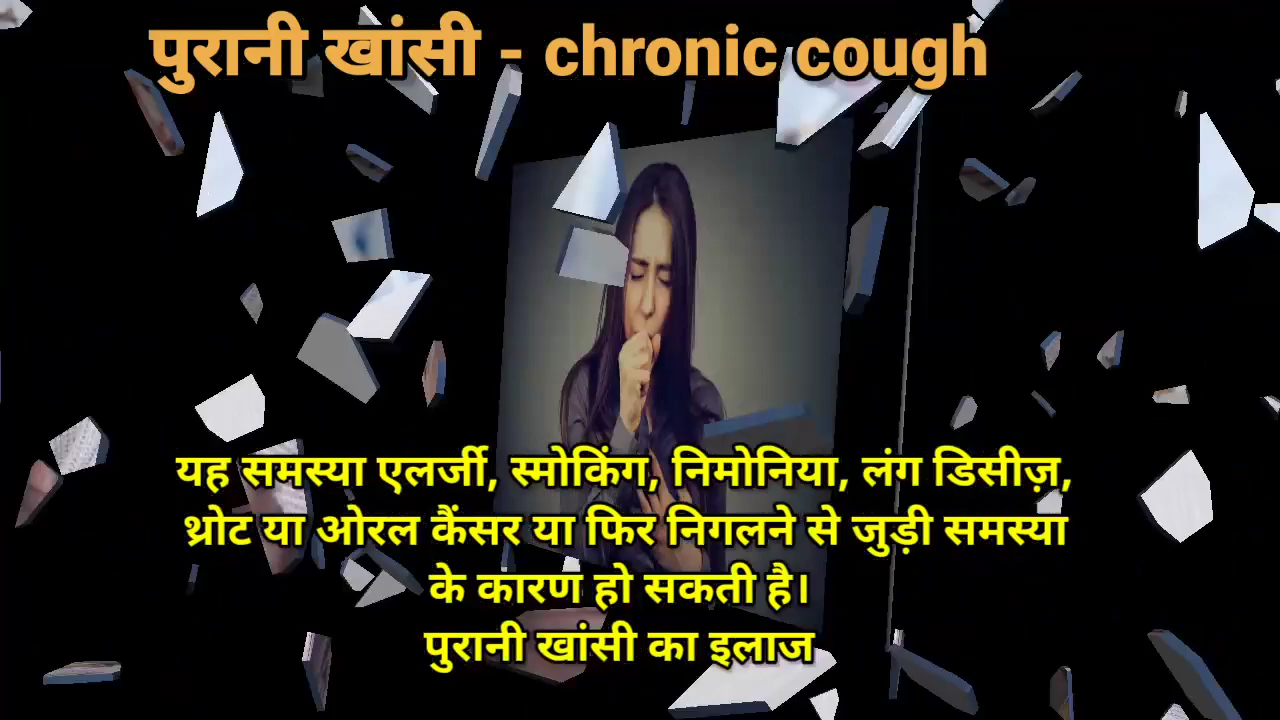 पुरानी खांसी - chronic cough
यह समस्या एलर्जी, स्मोकिंग, निमोनिया, लंग डिसीज़,
थ्रोट या ओरल कैंसर या फिर निगलने से जुड़ी समस्या
के कारण हो सकती है।
पुरानी खांसी का इलाज